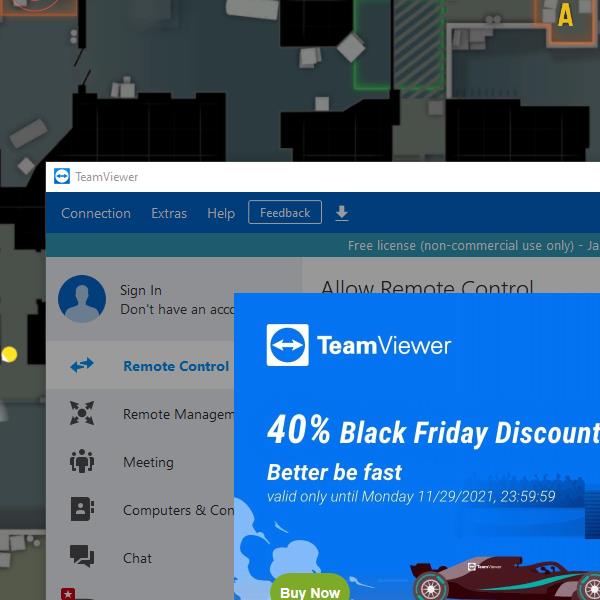 A
TeamViewer
Connection Extras Help Feedback
Free license (non-commercial use only) - Ja
Sign In
Don't have an acco
Allow Remote Control
TeamViewer
Remote Control
Remote Managem
40% Black Friday Discount
Meeting
Better be fast
valid only until Monday 11/29/2021, 23:59:59
Computers & Con
Chat
TeamViewer
Buy Now